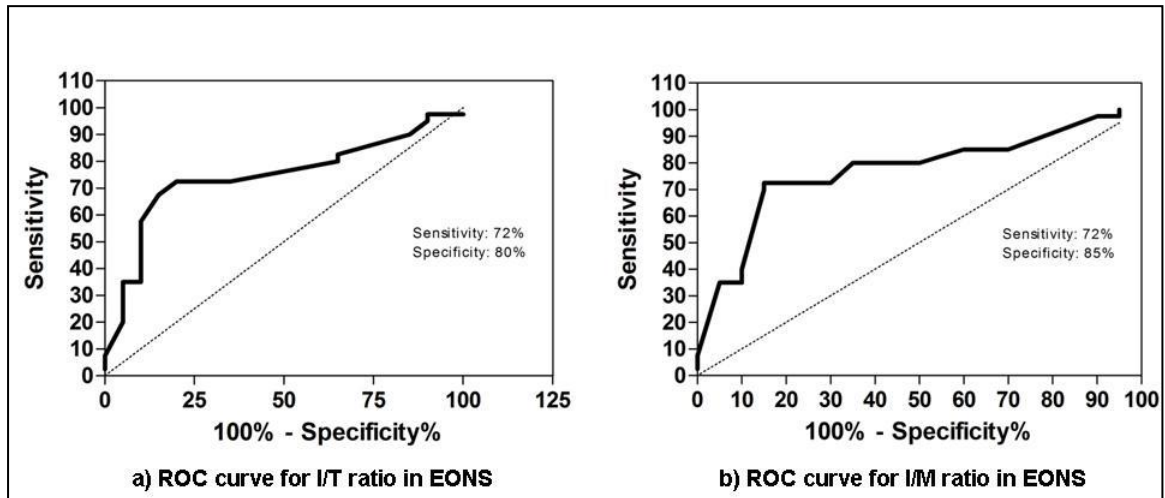 110
100
90
80
70
60
50
40
30
20
10
0
Sensitivity
Sensitivity: 72%
Specificity: 80%
0 25 50 75 100 125
100% - Specificity%
a) ROC curve for I/T ratio in EONS
110
100
90
80
70
60
50
40
30
20
10
0
Sensitivity
Sensitivity: 72%
Specificity: 85%
0 10 20 30 40 50 60 70 80 90 100
100% - Specificity%
b) ROC curve for I/M ratio in EONS